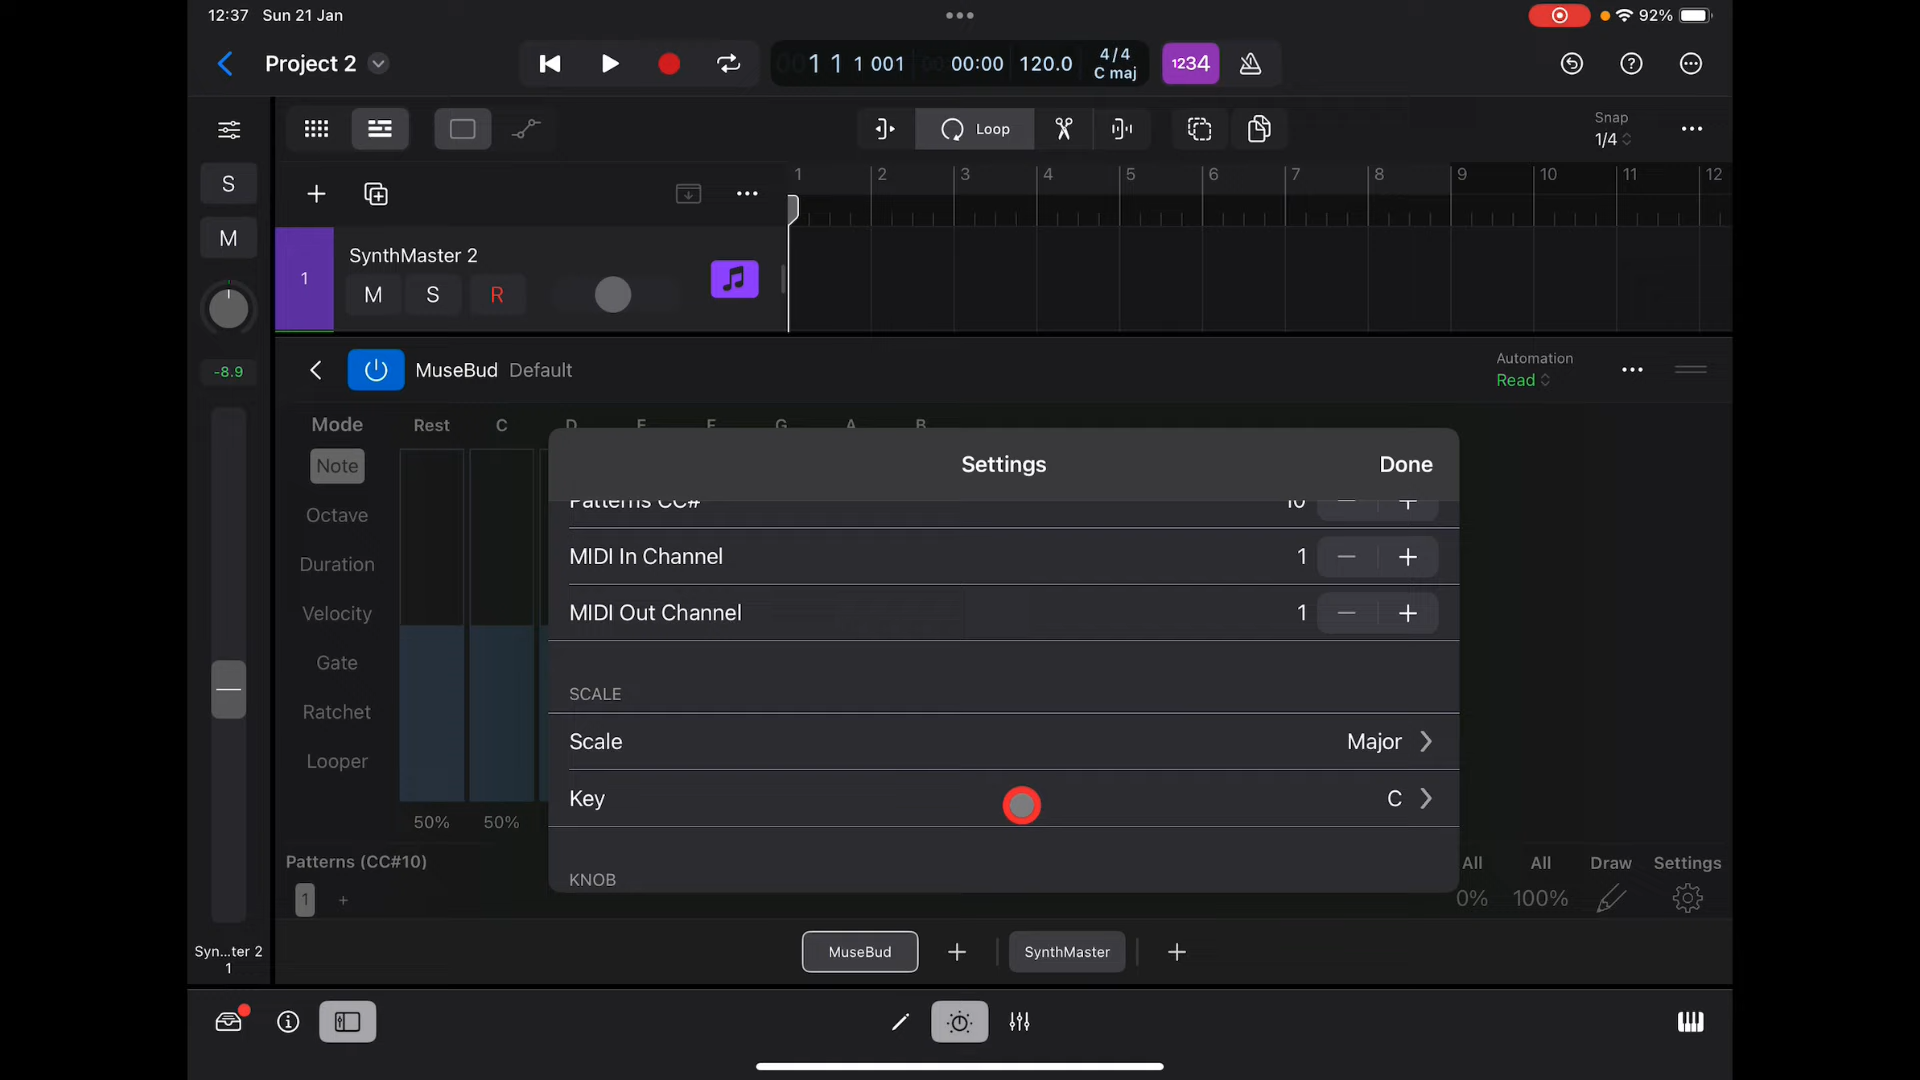 12:37 Sun 21 Jan
92%
Project 2
1 1 1 001
00:00
120.0
4/4
C maj
1234
Loop
Snap
1/4
S
M
1 2 3 4 5 6 7 8 9 10 11 12
1
SynthMaster 2
M S R
-8.9
MuseBud Default
Automation
Read
Mode
Rest C D E F G A B
Note
Octave
Duration
Velocity
Gate
Ratchet
Looper
50% 50%
Settings
Done
Patterns CC# 10
MIDI In Channel 1
MIDI Out Channel 1
SCALE
Scale Major
Key C
KNOB
Patterns (CC#10)
1 +
All All Draw Settings
0% 100%
Syn...ter 2
1
MuseBud + SynthMaster +